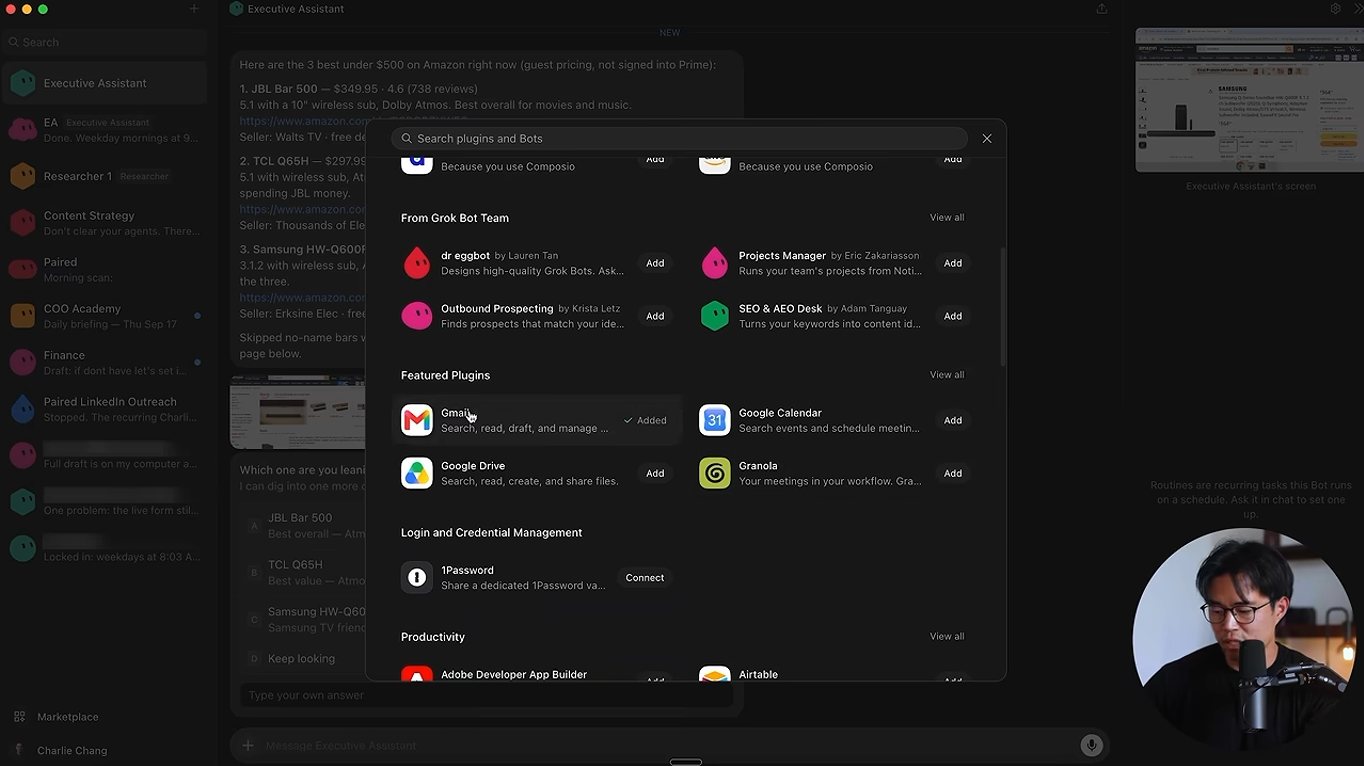 Executive Assistant
Search
Executive Assistant
EA Executive Assistant
Done. Weekday mornings at 9...
Researcher 1 Researcher
Content Strategy
Don't clear your agents. There...
Paired
Morning scan:
COO Academy
Daily briefing — Thu Sep 17
Finance
Draft: if dont have let's set i...
Paired LinkedIn Outreach
Stopped. The recurring Charli...
Full draft is on my computer a...
One problem: the live form stil...
Locked in: weekdays at 8:03 A...
Marketplace
Charlie Chang
NEW
Here are the 3 best under $500 on Amazon right now (guest pricing, not signed into Prime):
1. JBL Bar 500 — $349.95 · 4.6 (738 reviews)
5.1 with a 10" wireless sub, Dolby Atmos. Best overall for movies and music.
Seller: Walts TV · free de
2. TCL Q65H — $297.99
5.1 with wireless sub, At
spending JBL money.
https://www.amazon.cor
Seller: Thousands of Ele
3. Samsung HW-Q600F
3.1.2 with wireless sub, A
the three.
https://www.amazon.cor
Seller: Erksine Elec · free
Skipped no-name bars w
page below.
Which one are you leani
I can dig into one more o
A JBL Bar 500
Best overall — Atm
B TCL Q65H
Best value — Atmo
C Samsung HW-Q60
Samsung TV friend
D Keep looking
Type your own answer
Message Executive Assistant
Search plugins and Bots
Because you use Composio
Add
Because you use Composio
Add
From Grok Bot Team
View all
dr eggbot by Lauren Tan
Designs high-quality Grok Bots. Ask...
Add
Projects Manager by Eric Zakariasson
Runs your team's projects from Noti...
Add
Outbound Prospecting by Krista Letz
Finds prospects that match your ide...
Add
SEO & AEO Desk by Adam Tanguay
Turns your keywords into content id...
Add
Featured Plugins
View all
Gmail
Search, read, draft, and manage ...
Added
Google Calendar
Search events and schedule meetin...
Add
31
Google Drive
Search, read, create, and share files.
Add
Granola
Your meetings in your workflow. Gra...
Add
Login and Credential Management
1Password
Share a dedicated 1Password va...
Connect
Productivity
View all
Adobe Developer App Builder
Add
Airtable
Add
SAMSUNG
Executive Assistant's screen
Routines are recurring tasks this Bot runs
on a schedule. Ask it in chat to set one
up.